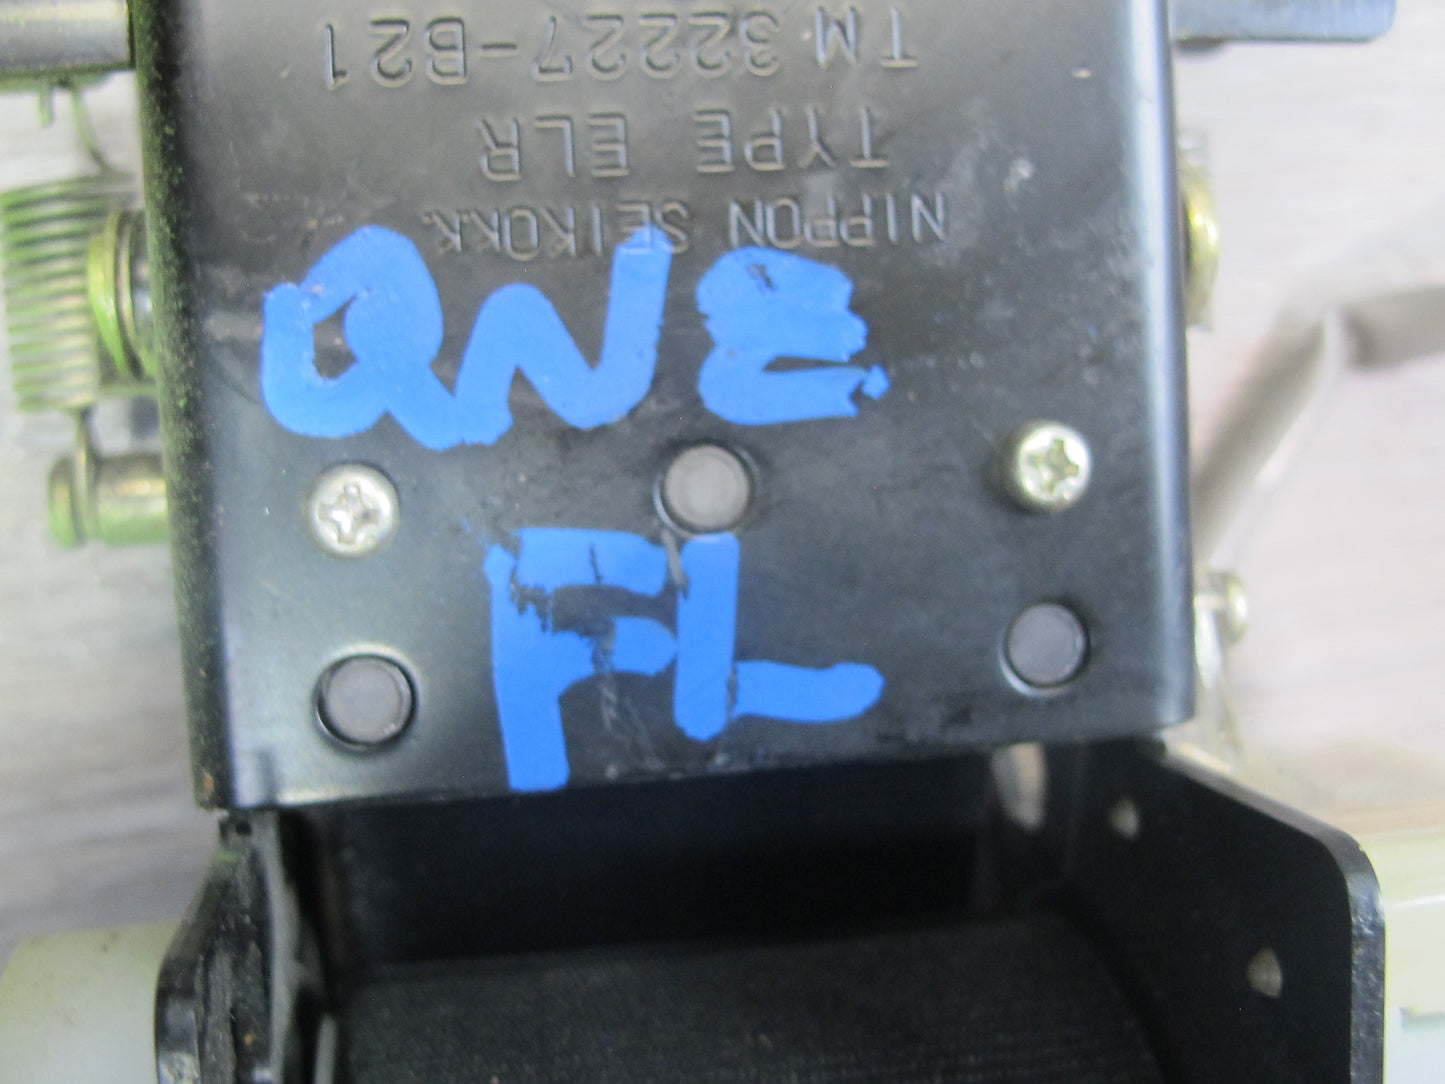 NIPPON SEIKO K.K.
TYPE ELR
TM 32227-B21
QNE
FL